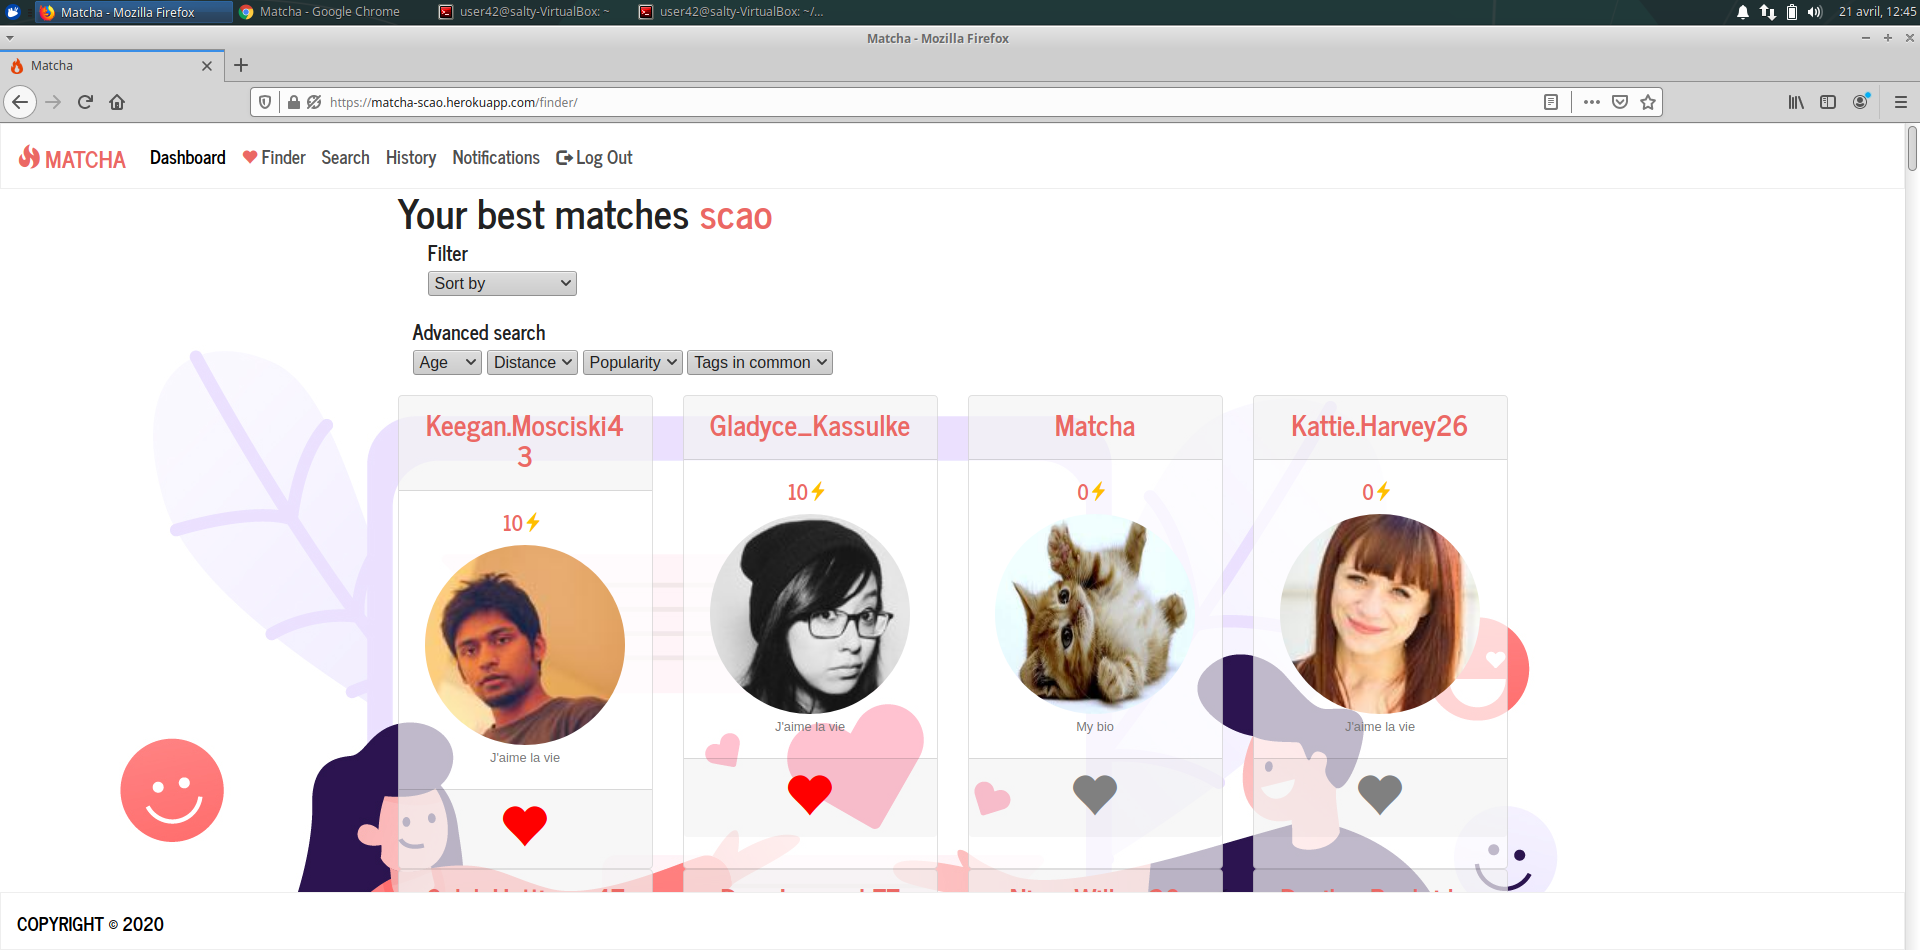 Matcha - Mozilla Firefox
Matcha - Google Chrome
user42@salty-VirtualBox: ~
user42@salty-VirtualBox: ~/...
21 avril, 12:45
Matcha - Mozilla Firefox
Matcha
https://matcha-scao.herokuapp.com/finder/
MATCHA
Dashboard
Finder
Search
History
Notifications
Log Out
Your best matches scao
Filter
Sort by
Advanced search
Age
Distance
Popularity
Tags in common
Keegan.Mosciski4
3
10
J'aime la vie
Gladyce_Kassulke
10
J'aime la vie
Matcha
0
My bio
Kattie.Harvey26
0
J'aime la vie
COPYRIGHT © 2020